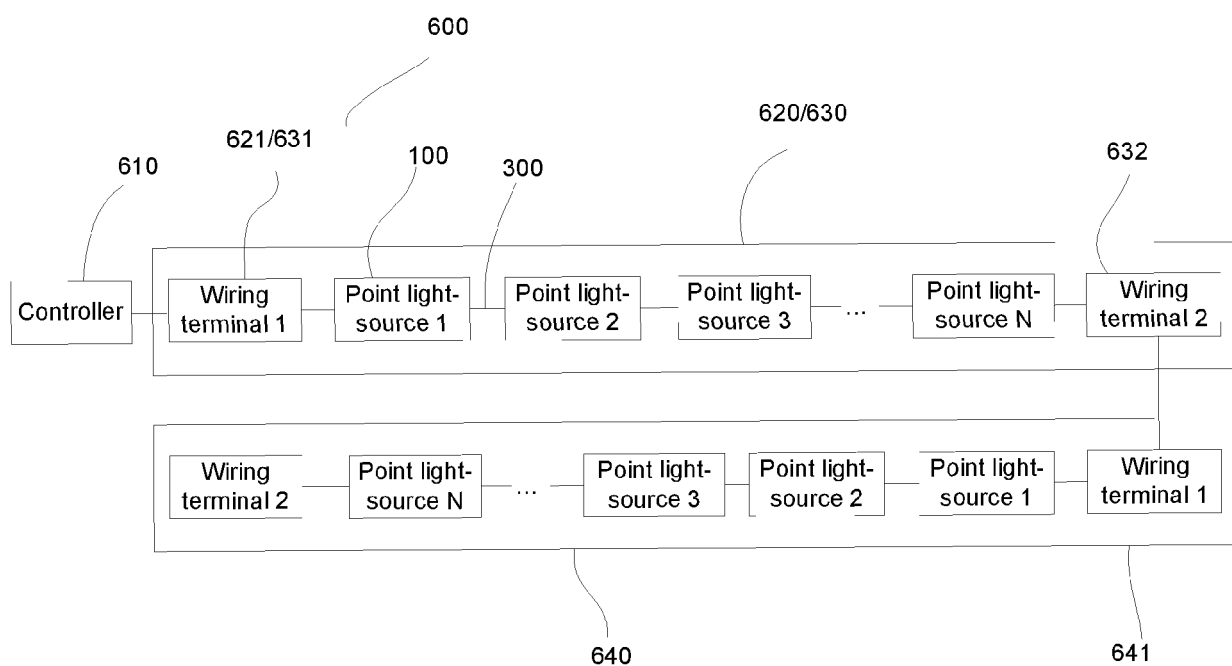 600
621/631
620/630
610
100
300
632
Controller
Wiring
terminal 1
Point light-
source 1
Point light-
source 2
Point light-
source 3
...
Point light-
source N
Wiring
terminal 2
Wiring
terminal 2
Point light-
source N
...
Point light-
source 3
Point light-
source 2
Point light-
source 1
Wiring
terminal 1
640
641